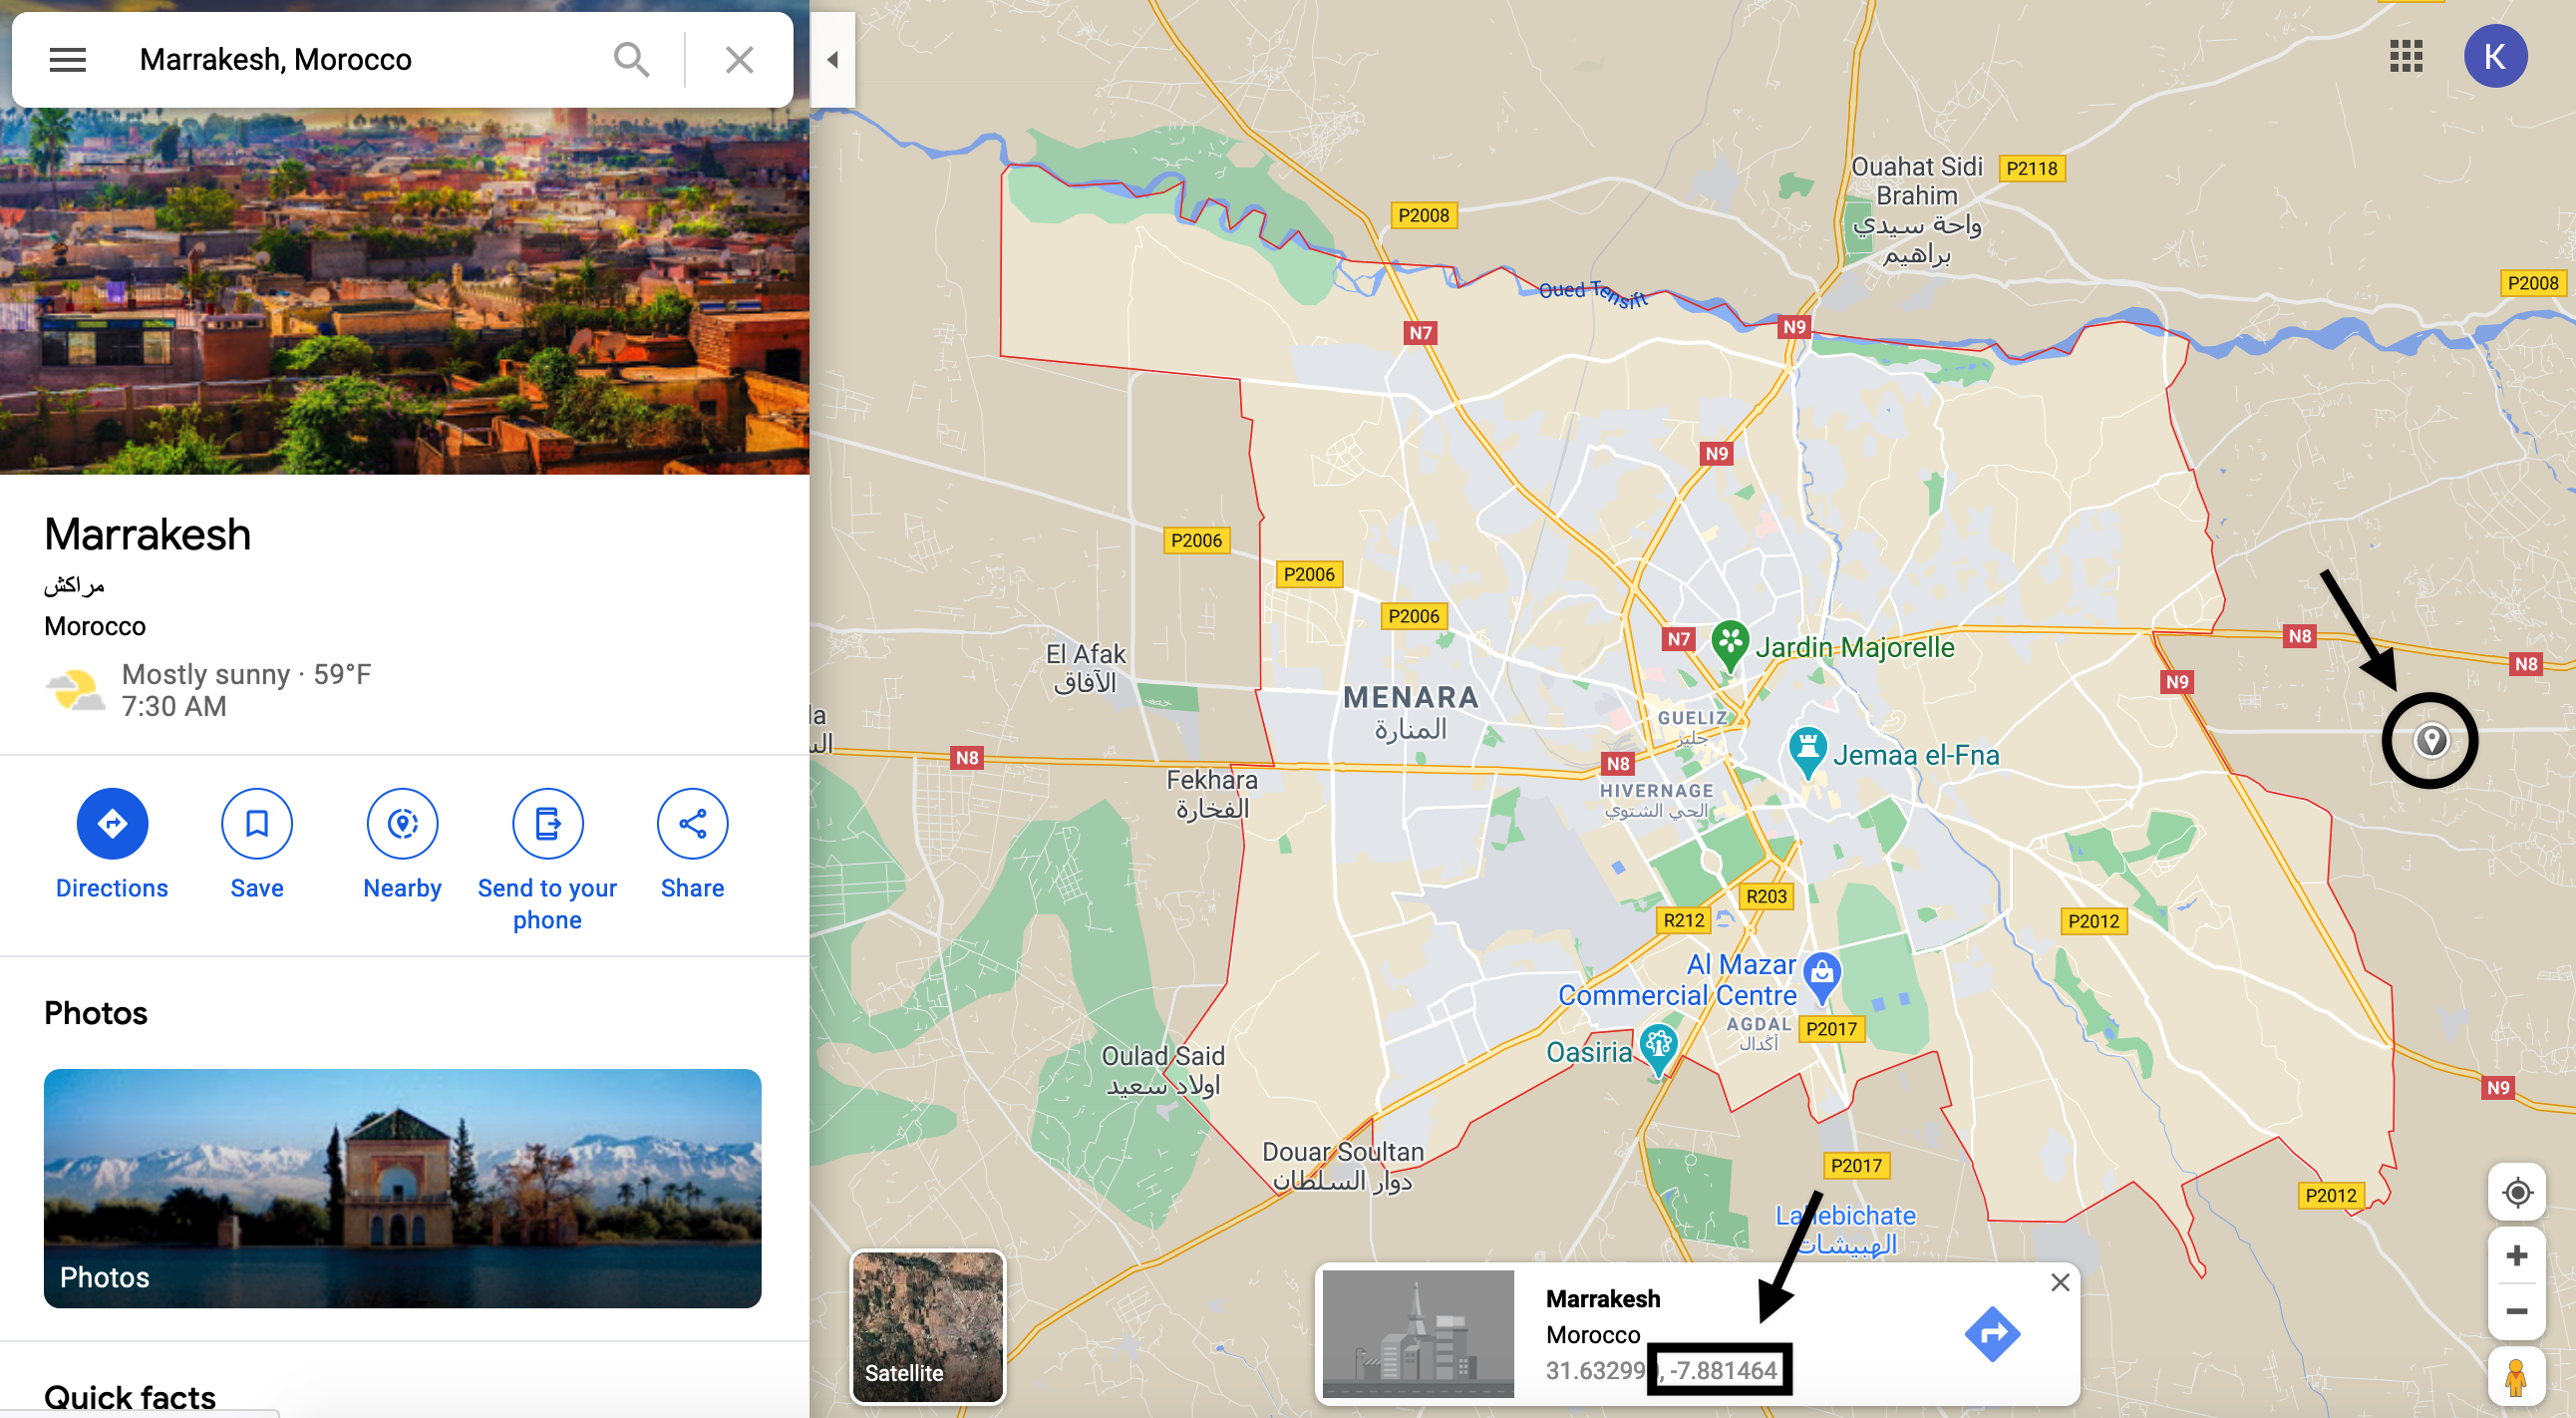 Marrakesh, Morocco
K
Marrakesh
مراكش
Morocco
Mostly sunny · 59°F
7:30 AM
Directions
Save
Nearby
Send to your
phone
Share
Photos
Photos
Quick facts
Ouahat Sidi
Brahim
واحة سيدي
براهيم
P2118
P2008
P2008
Oued Tensift
N7
N9
N9
P2006
P2006
P2006
El Afak
الآفاق
MENARA
المنارة
N7
Jardin Majorelle
N8
N8
N9
GUELIZ
جليز
Jemaa el-Fna
N8
N8
Fekhara
الفخارة
HIVERNAGE
الحي الشتوي
R203
R212
P2012
Al Mazar
Commercial Centre
AGDAL
أكدال
P2017
Oasiria
Oulad Said
اولاد سعيد
N9
Douar Soultan
دوار السلطان
P2017
P2012
الهبيشات
Satellite
Marrakesh
Morocco
31.63299 , -7.881464